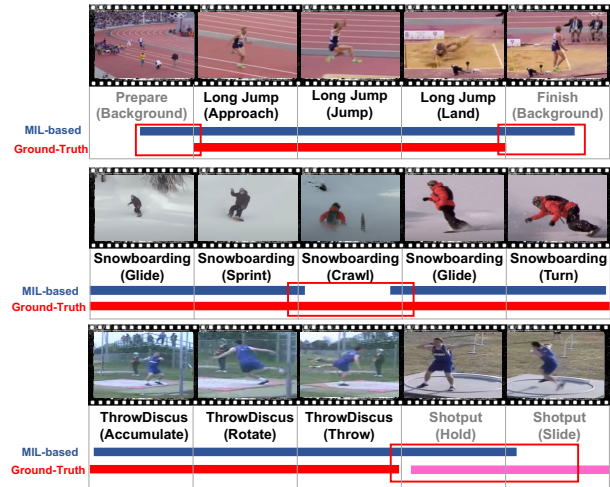 Prepare Long Jump Long Jump Long Jump Finish
(Background) (Approach) (Jump) (Land) (Background)
MIL-based
Ground-Truth
Snowboarding Snowboarding Snowboarding Snowboarding Snowboarding
(Glide) (Sprint) (Crawl) (Glide) (Turn)
MIL-based
Ground-Truth
ThrowDiscus ThrowDiscus ThrowDiscus Shotput Shotput
(Accumulate) (Rotate) (Throw) (Hold) (Slide)
MIL-based
Ground-Truth